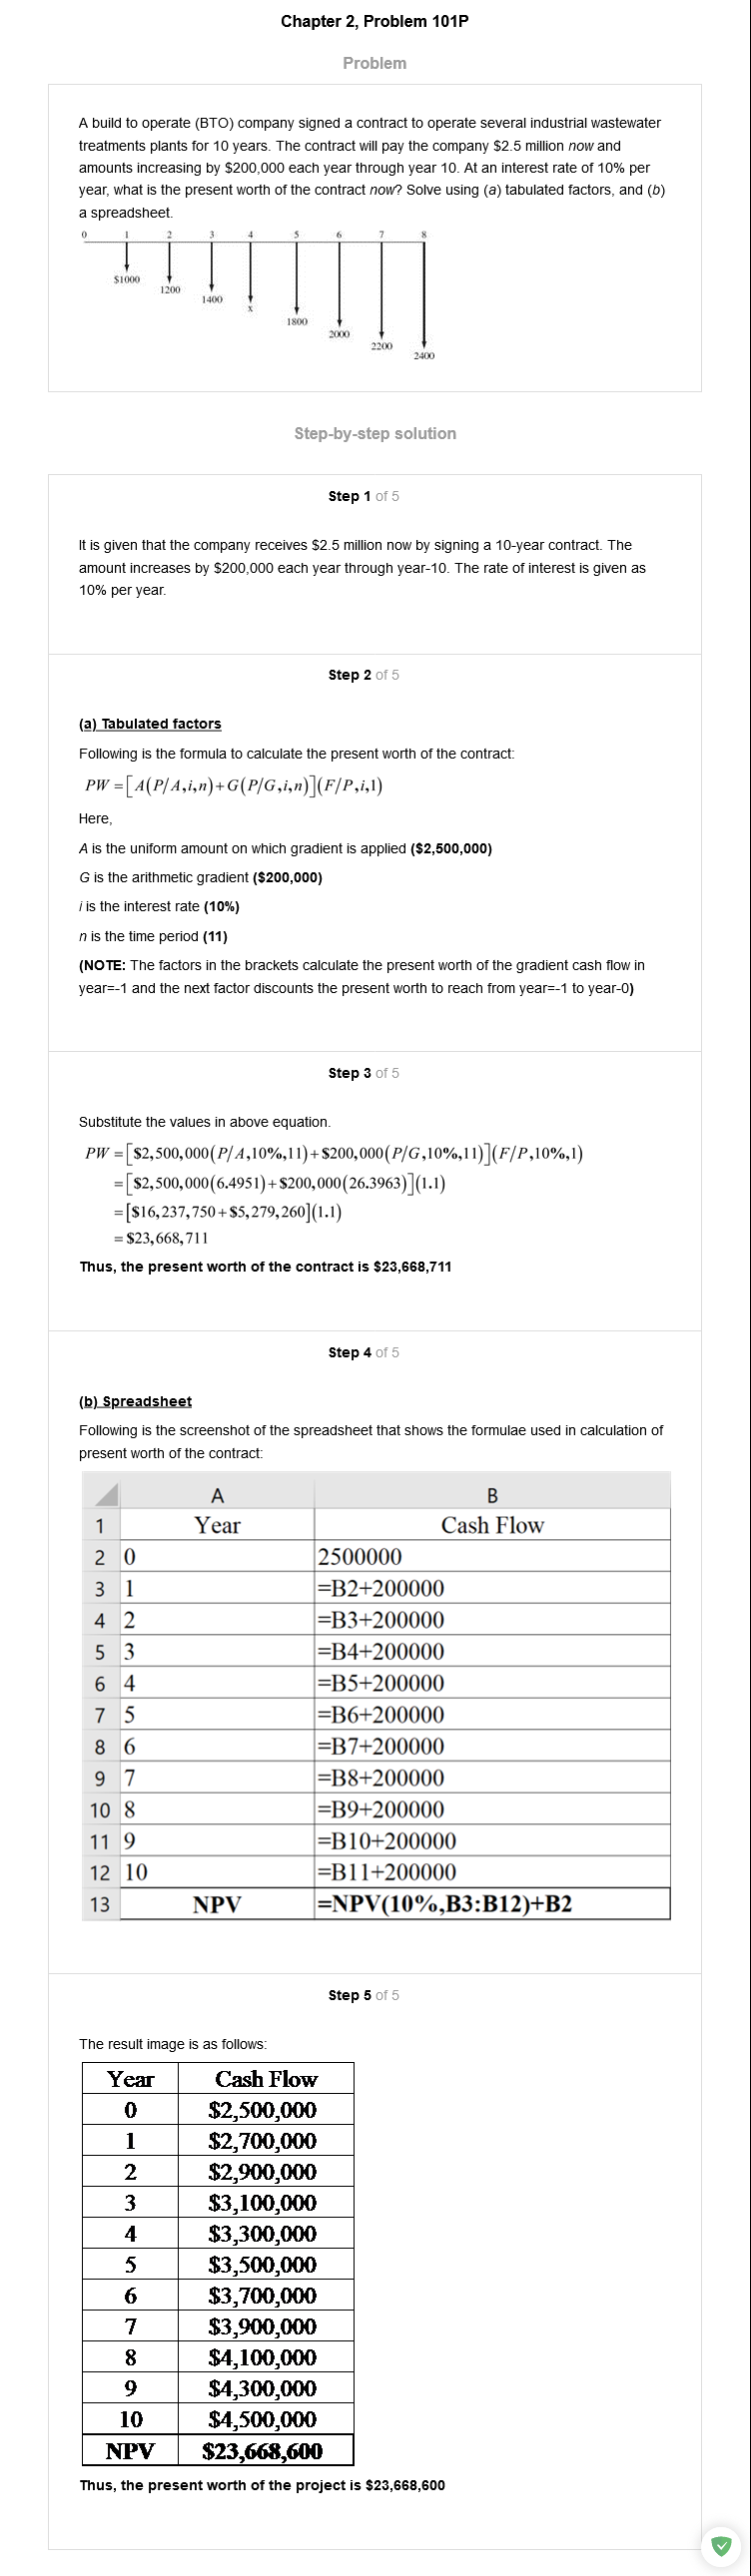 Chapter 2, Problem 101P
Problem
A build to operate (BTO) company signed a contract to operate several industrial wastewater
treatments plants for 10 years. The contract will pay the company $2.5 million now and
amounts increasing by $200,000 each year through year 10. At an interest rate of 10% per
year, what is the present worth of the contract now? Solve using (a) tabulated factors, and (b)
a spreadsheet.
0 1 2 3 4 5 6 7 8
$1000
1200
1400
x
1800
2000
2200
2400
Step-by-step solution
Step 1 of 5
It is given that the company receives $2.5 million now by signing a 10-year contract. The
amount increases by $200,000 each year through year-10. The rate of interest is given as
10% per year.
Step 2 of 5
(a) Tabulated factors
Following is the formula to calculate the present worth of the contract:
PW = [A(P/A,i,n)+G(P/G,i,n)](F/P,i,1)
Here,
A is the uniform amount on which gradient is applied ($2,500,000)
G is the arithmetic gradient ($200,000)
i is the interest rate (10%)
n is the time period (11)
(NOTE: The factors in the brackets calculate the present worth of the gradient cash flow in
year=-1 and the next factor discounts the present worth to reach from year=-1 to year-0)
Step 3 of 5
Substitute the values in above equation.
PW = [$2,500,000(P/A,10%,11)+$200,000(P/G,10%,11)](F/P,10%,1)
= [$2,500,000(6.4951)+$200,000(26.3963)](1.1)
= [$16,237,750+$5,279,260](1.1)
= $23,668,711
Thus, the present worth of the contract is $23,668,711
Step 4 of 5
(b) Spreadsheet
Following is the screenshot of the spreadsheet that shows the formulae used in calculation of
present worth of the contract:
A B
1 Year Cash Flow
2 0 2500000
3 1 =B2+200000
4 2 =B3+200000
5 3 =B4+200000
6 4 =B5+200000
7 5 =B6+200000
8 6 =B7+200000
9 7 =B8+200000
10 8 =B9+200000
11 9 =B10+200000
12 10 =B11+200000
13 NPV =NPV(10%,B3:B12)+B2
Step 5 of 5
The result image is as follows:
Year Cash Flow
0 $2,500,000
1 $2,700,000
2 $2,900,000
3 $3,100,000
4 $3,300,000
5 $3,500,000
6 $3,700,000
7 $3,900,000
8 $4,100,000
9 $4,300,000
10 $4,500,000
NPV $23,668,600
Thus, the present worth of the project is $23,668,600